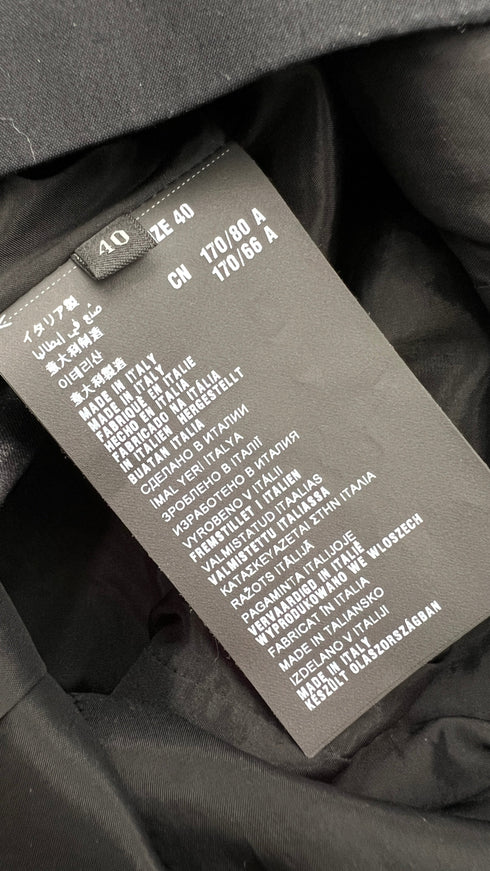 40
ZE 40
CN 170/80 A
170/66 A
イタリア製
صنع في إيطاليا
意大利制造
이태리산
意大利製造
MADE IN ITALY
MADE IN ITALY
FABRIQUE EN ITALIE
HECHO EN ITALIA
FABRICADO NA ITÁLIA
IN ITALIEN HERGESTELLT
BUATAN ITALIA
СДЕЛАНО В ИТАЛИИ
İMAL YERİ İTALYA
ЗРОБЛЕНО В ІТАЛІЇ
ИЗРАБОТЕНО В ИТАЛИЯ
VYROBENO V ITÁLII
FREMSTILLET I ITALIEN
VALMISTATUD ITAALIAS
VALMISTETTU ITALIASSA
ΚΑΤΑΣΚΕΥΑΖΕΤΑΙ ΣΤΗΝ ΙΤΑΛΙΑ
RAŽOTS ITĀLIJĀ
PAGAMINTA ITALIJOJE
VERVAARDIGD IN ITALIË
WYPRODUKOWANO WE WLOSZECH
FABRICAT IN ITALIA
MADE IN TALIANSKO
IZDELANO V ITALIJI
MADE IN ITALY
KÉSZÜLT OLASZORSZÁGBAN